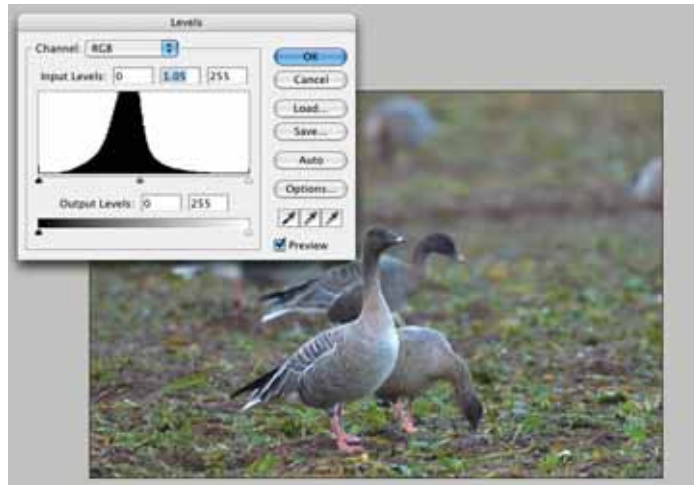 Levels
Channel: RGB
OK
Input Levels: 0 1.05 255
Cancel
Load...
Save...
Auto
Options...
Output Levels: 0 255
Preview